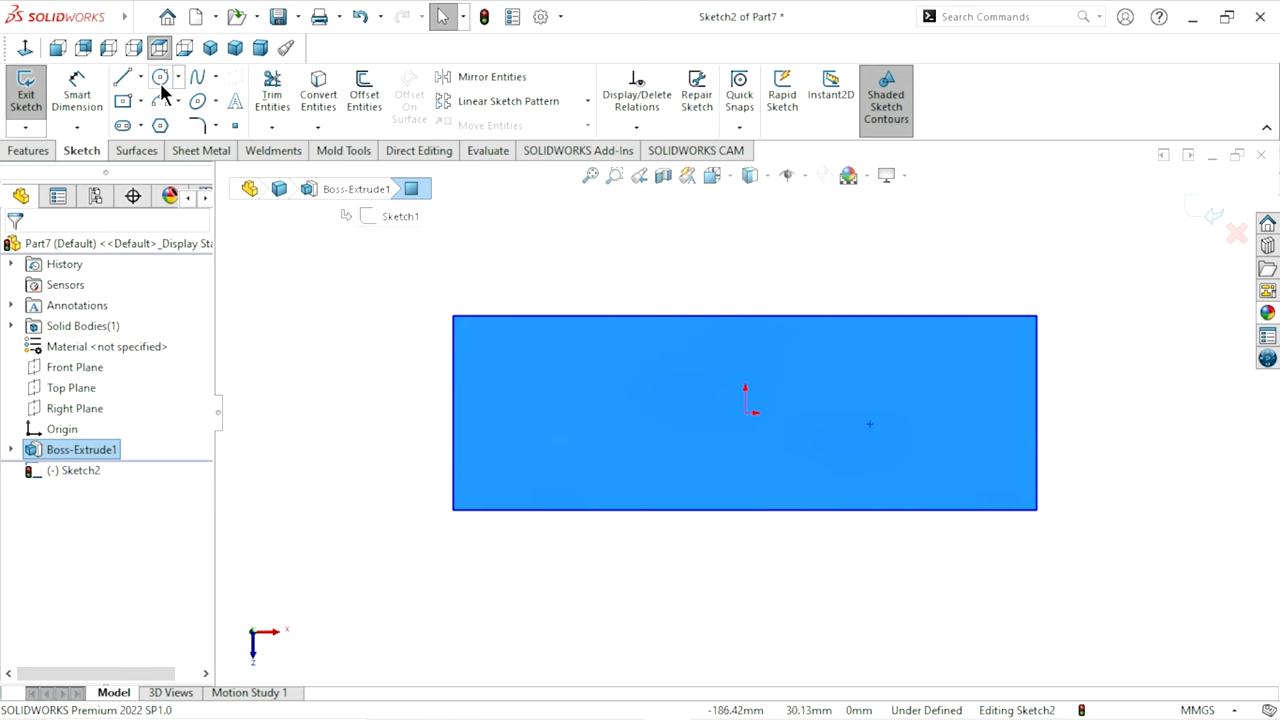 SOLIDWORKS
Sketch2 of Part7 *
Search Commands
Exit Sketch
Smart Dimension
Trim Entities
Convert Entities
Offset Entities
Offset On Surface
Mirror Entities
Linear Sketch Pattern
Move Entities
Display/Delete Relations
Repair Sketch
Quick Snaps
Rapid Sketch
Instant2D
Shaded Sketch Contours
Features
Sketch
Surfaces
Sheet Metal
Weldments
Mold Tools
Direct Editing
Evaluate
SOLIDWORKS Add-Ins
SOLIDWORKS CAM
Boss-Extrude1
Sketch1
Part7 (Default) <<Default>_Display Sta
History
Sensors
Annotations
Solid Bodies(1)
Material <not specified>
Front Plane
Top Plane
Right Plane
Origin
Boss-Extrude1
(-) Sketch2
X
Z
Model
3D Views
Motion Study 1
SOLIDWORKS Premium 2022 SP1.0
-186.42mm
30.13mm
0mm
Under Defined
Editing Sketch2
MMGS